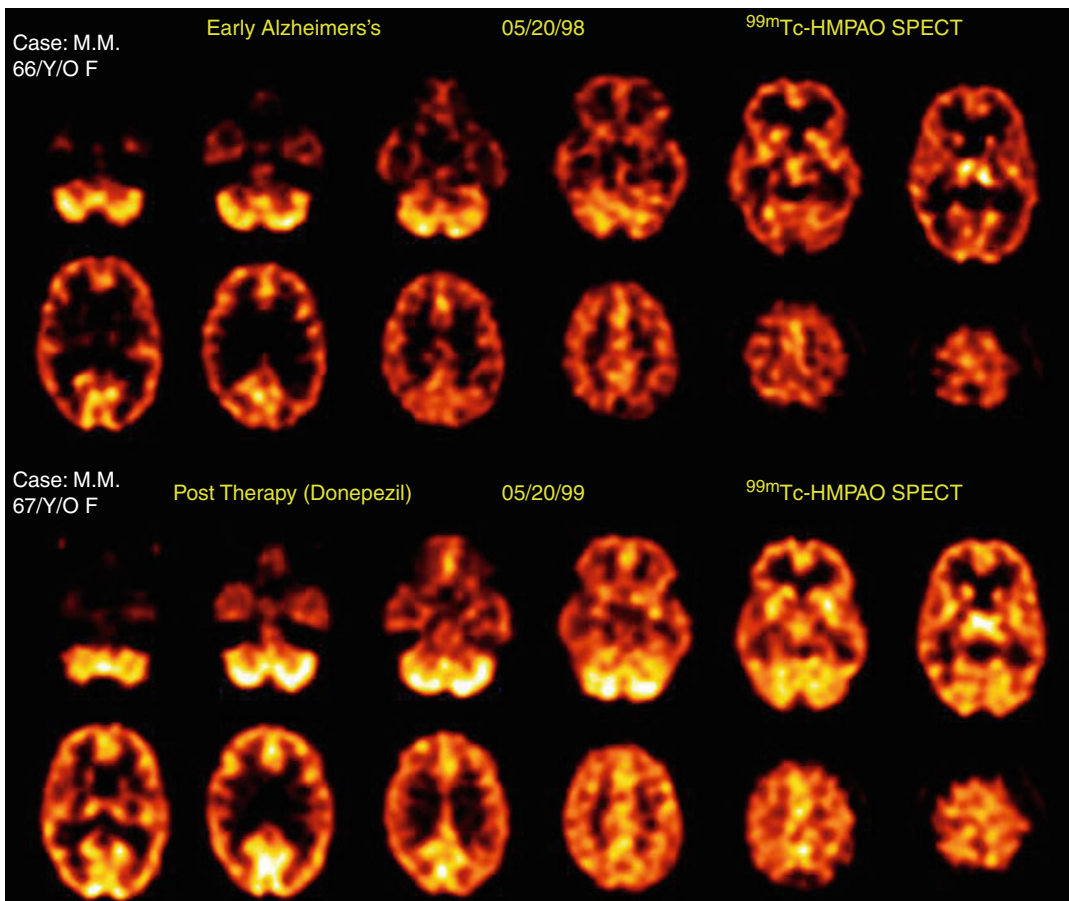 Case: M.M.
66/Y/O F
Early Alzheimers's
05/20/98
99mTc-HMPAO SPECT
Case: M.M.
67/Y/O F
Post Therapy (Donepezil)
05/20/99
99mTc-HMPAO SPECT